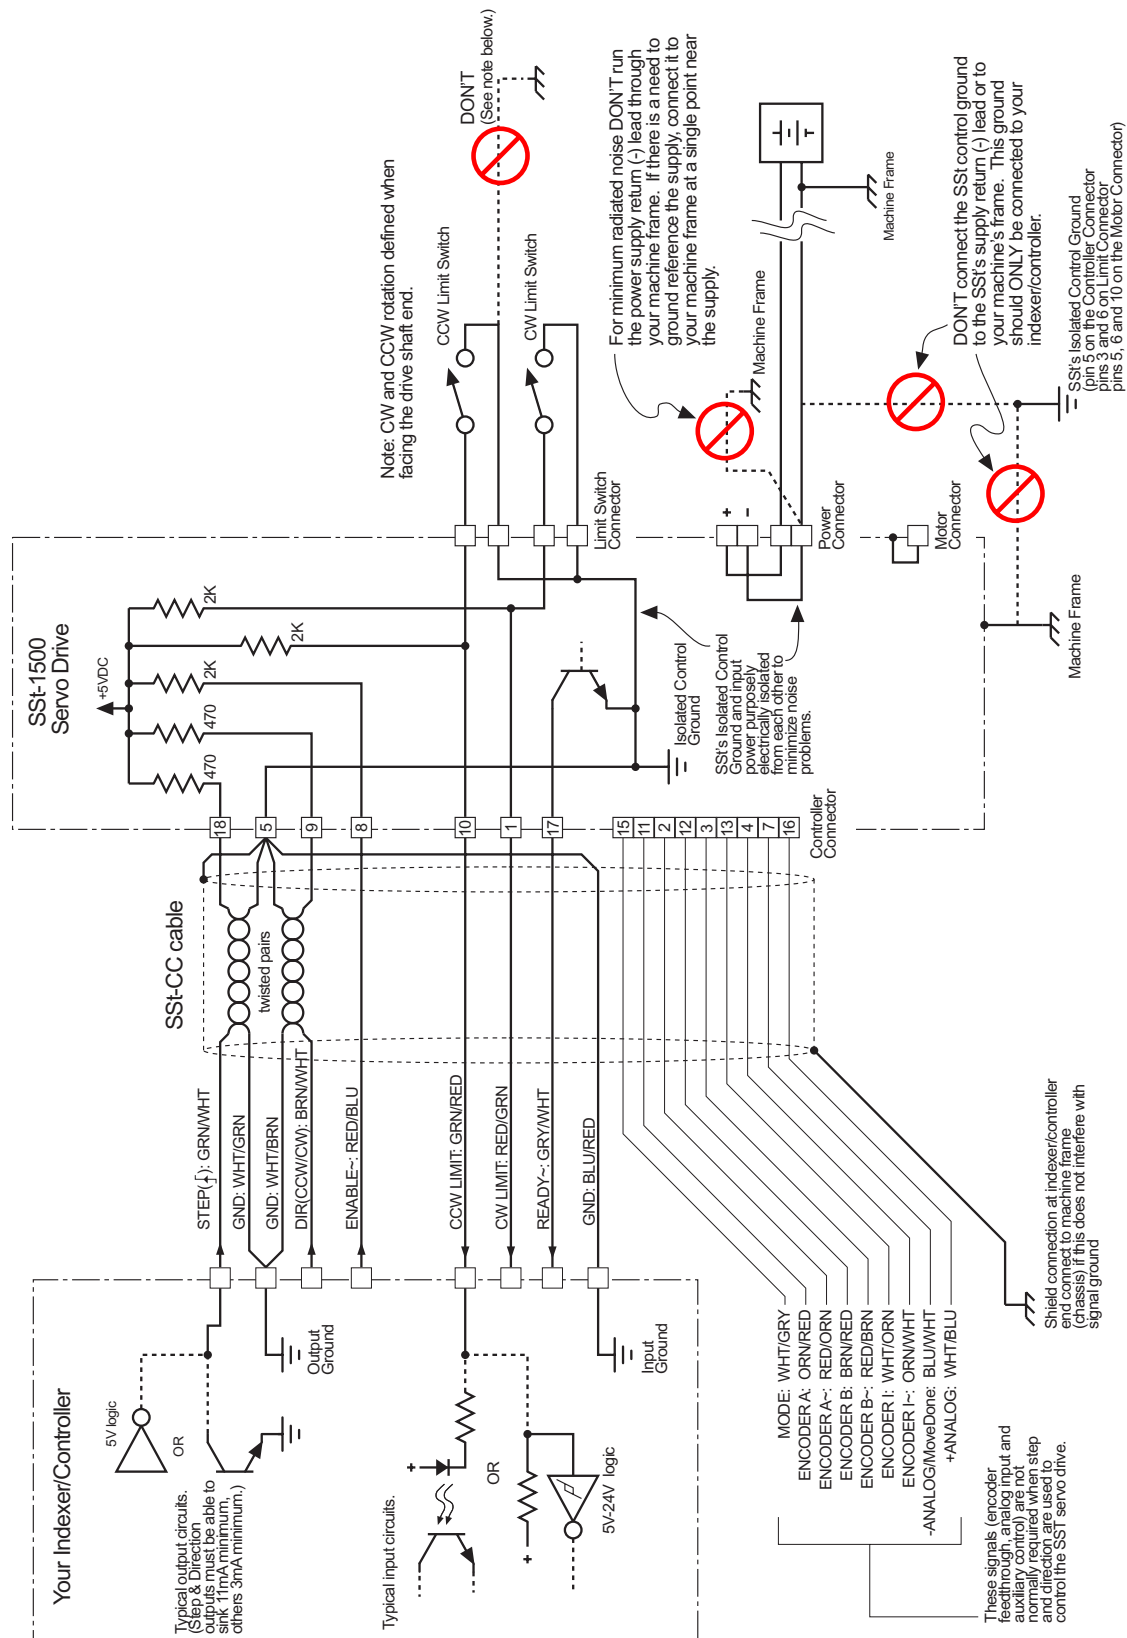 Your Indexer/Controller
5V logic
OR
Typical output circuits.
(Step & Direction
outputs must be able to
sink 11mA minimum,
others 3mA minimum.)
Output
Ground
Typical input circuits.
OR
5V-24V logic
Input
Ground
STEP( ): GRN/WHT
GND: WHT/GRN
GND: WHT/BRN
DIR(CCW/CW): BRN/WHT
ENABLE~: RED/BLU
CCW LIMIT: GRN/RED
CW LIMIT: RED/GRN
READY~: GRY/WHT
GND: BLU/RED
MODE: WHT/GRY
ENCODER A: ORN/RED
ENCODER A~: RED/ORN
ENCODER B: BRN/RED
ENCODER B~: RED/BRN
ENCODER I: WHT/ORN
ENCODER I~: ORN/WHT
-ANALOG/MoveDone: BLU/WHT
+ANALOG: WHT/BLU
These signals (encoder
feedthrough, analog input and
auxiliary control) are not
normally required when step
and direction are used to
control the SST servo drive.
Shield connection at indexer/controller
end connect to machine frame
(chassis) if this does not interfere with
signal ground
SSt-CC cable
twisted pairs
18
5
9
8
10
1
17
15
11
2
12
3
13
4
7
16
Controller
Connector
SSt-1500
Servo Drive
+5VDC
470
470
2K
2K
2K
Isolated Control
Ground
SSt's Isolated Control
Ground and input
power purposely
electrically isolated
from each other to
minimize noise
problems.
Limit Switch
Connector
+
-
Power
Connector
Motor
Connector
Machine Frame
Note: CW and CCW rotation defined when
facing the drive shaft end.
CCW Limit Switch
CW Limit Switch
DON'T
(See note below.)
For minimum radiated noise DON'T run
the power supply return (-) lead through
your machine frame. If there is a need to
ground reference the supply, connect it to
your machine frame at a single point near
the supply.
Machine Frame
Machine Frame
DON'T connect the SSt control ground
to the SSt's supply return (-) lead or to
your machine's frame. This ground
should ONLY be connected to your
indexer/controller.
SSt's Isolated Ground
(pin 5 on the Controller Connector
pins 3 and 6 on Limit Connector
pins 5, 6 and 10 on the Motor Connector)